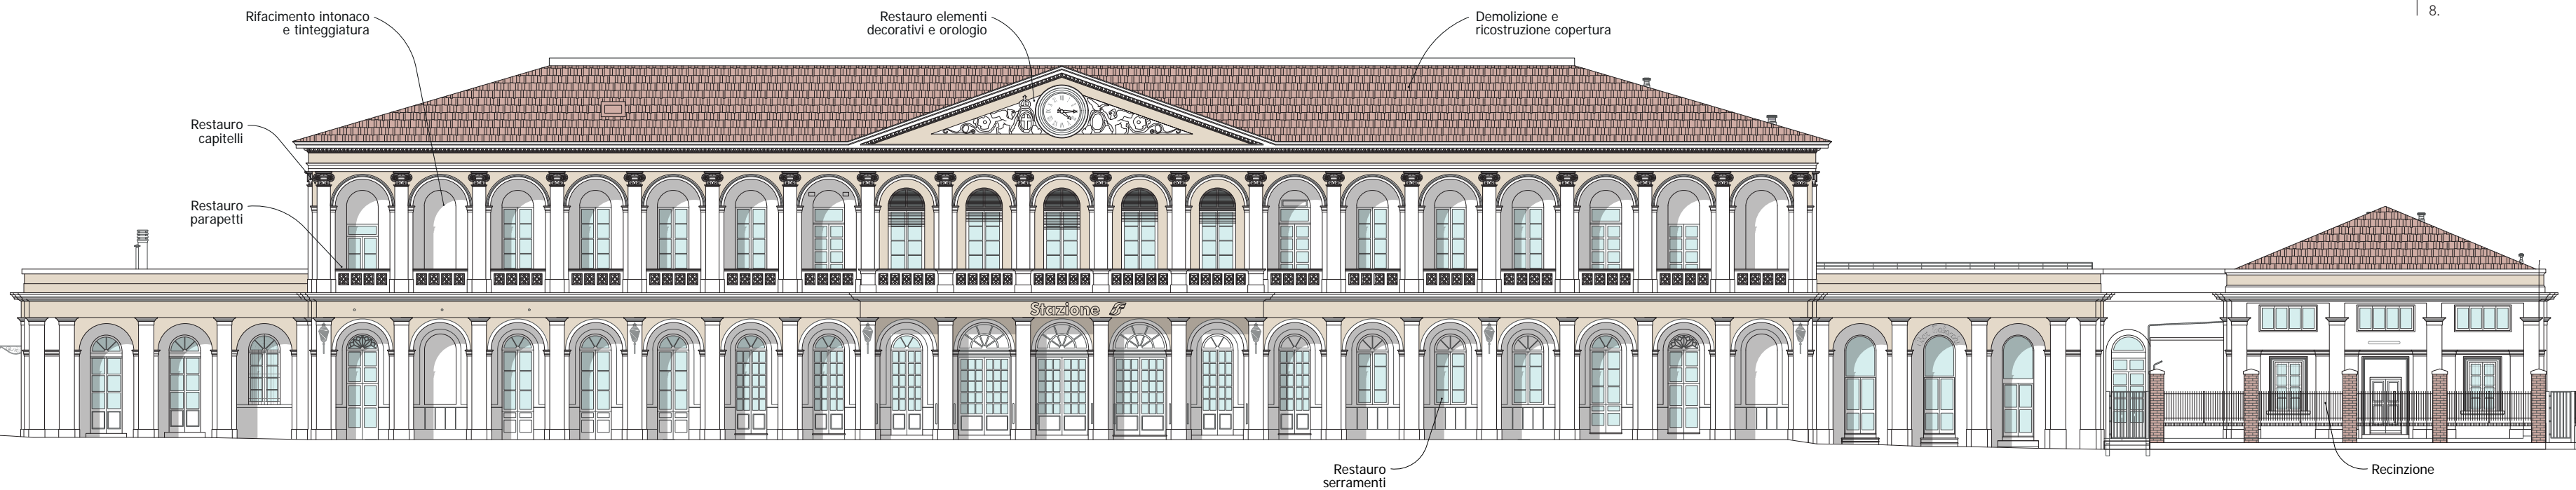 Rifacimento intonaco
e tinteggiatura
Restauro elementi
decorativi e orologio
Demolizione e
ricostruzione copertura
8.
Restauro
capitelli
Restauro
parapetti
Stazione
Restauro
serramenti
Recinzione